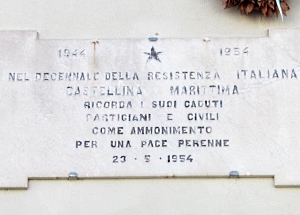 1944 1954
NEL DECENNALE DELLA RESISTENZA ITALIANA
CASTELLINA MARITTIMA
RICORDA I SUOI CADUTI
PARTIGIANI E CIVILI
COME AMMONIMENTO
PER UNA PACE PERENNE
23-5-1954